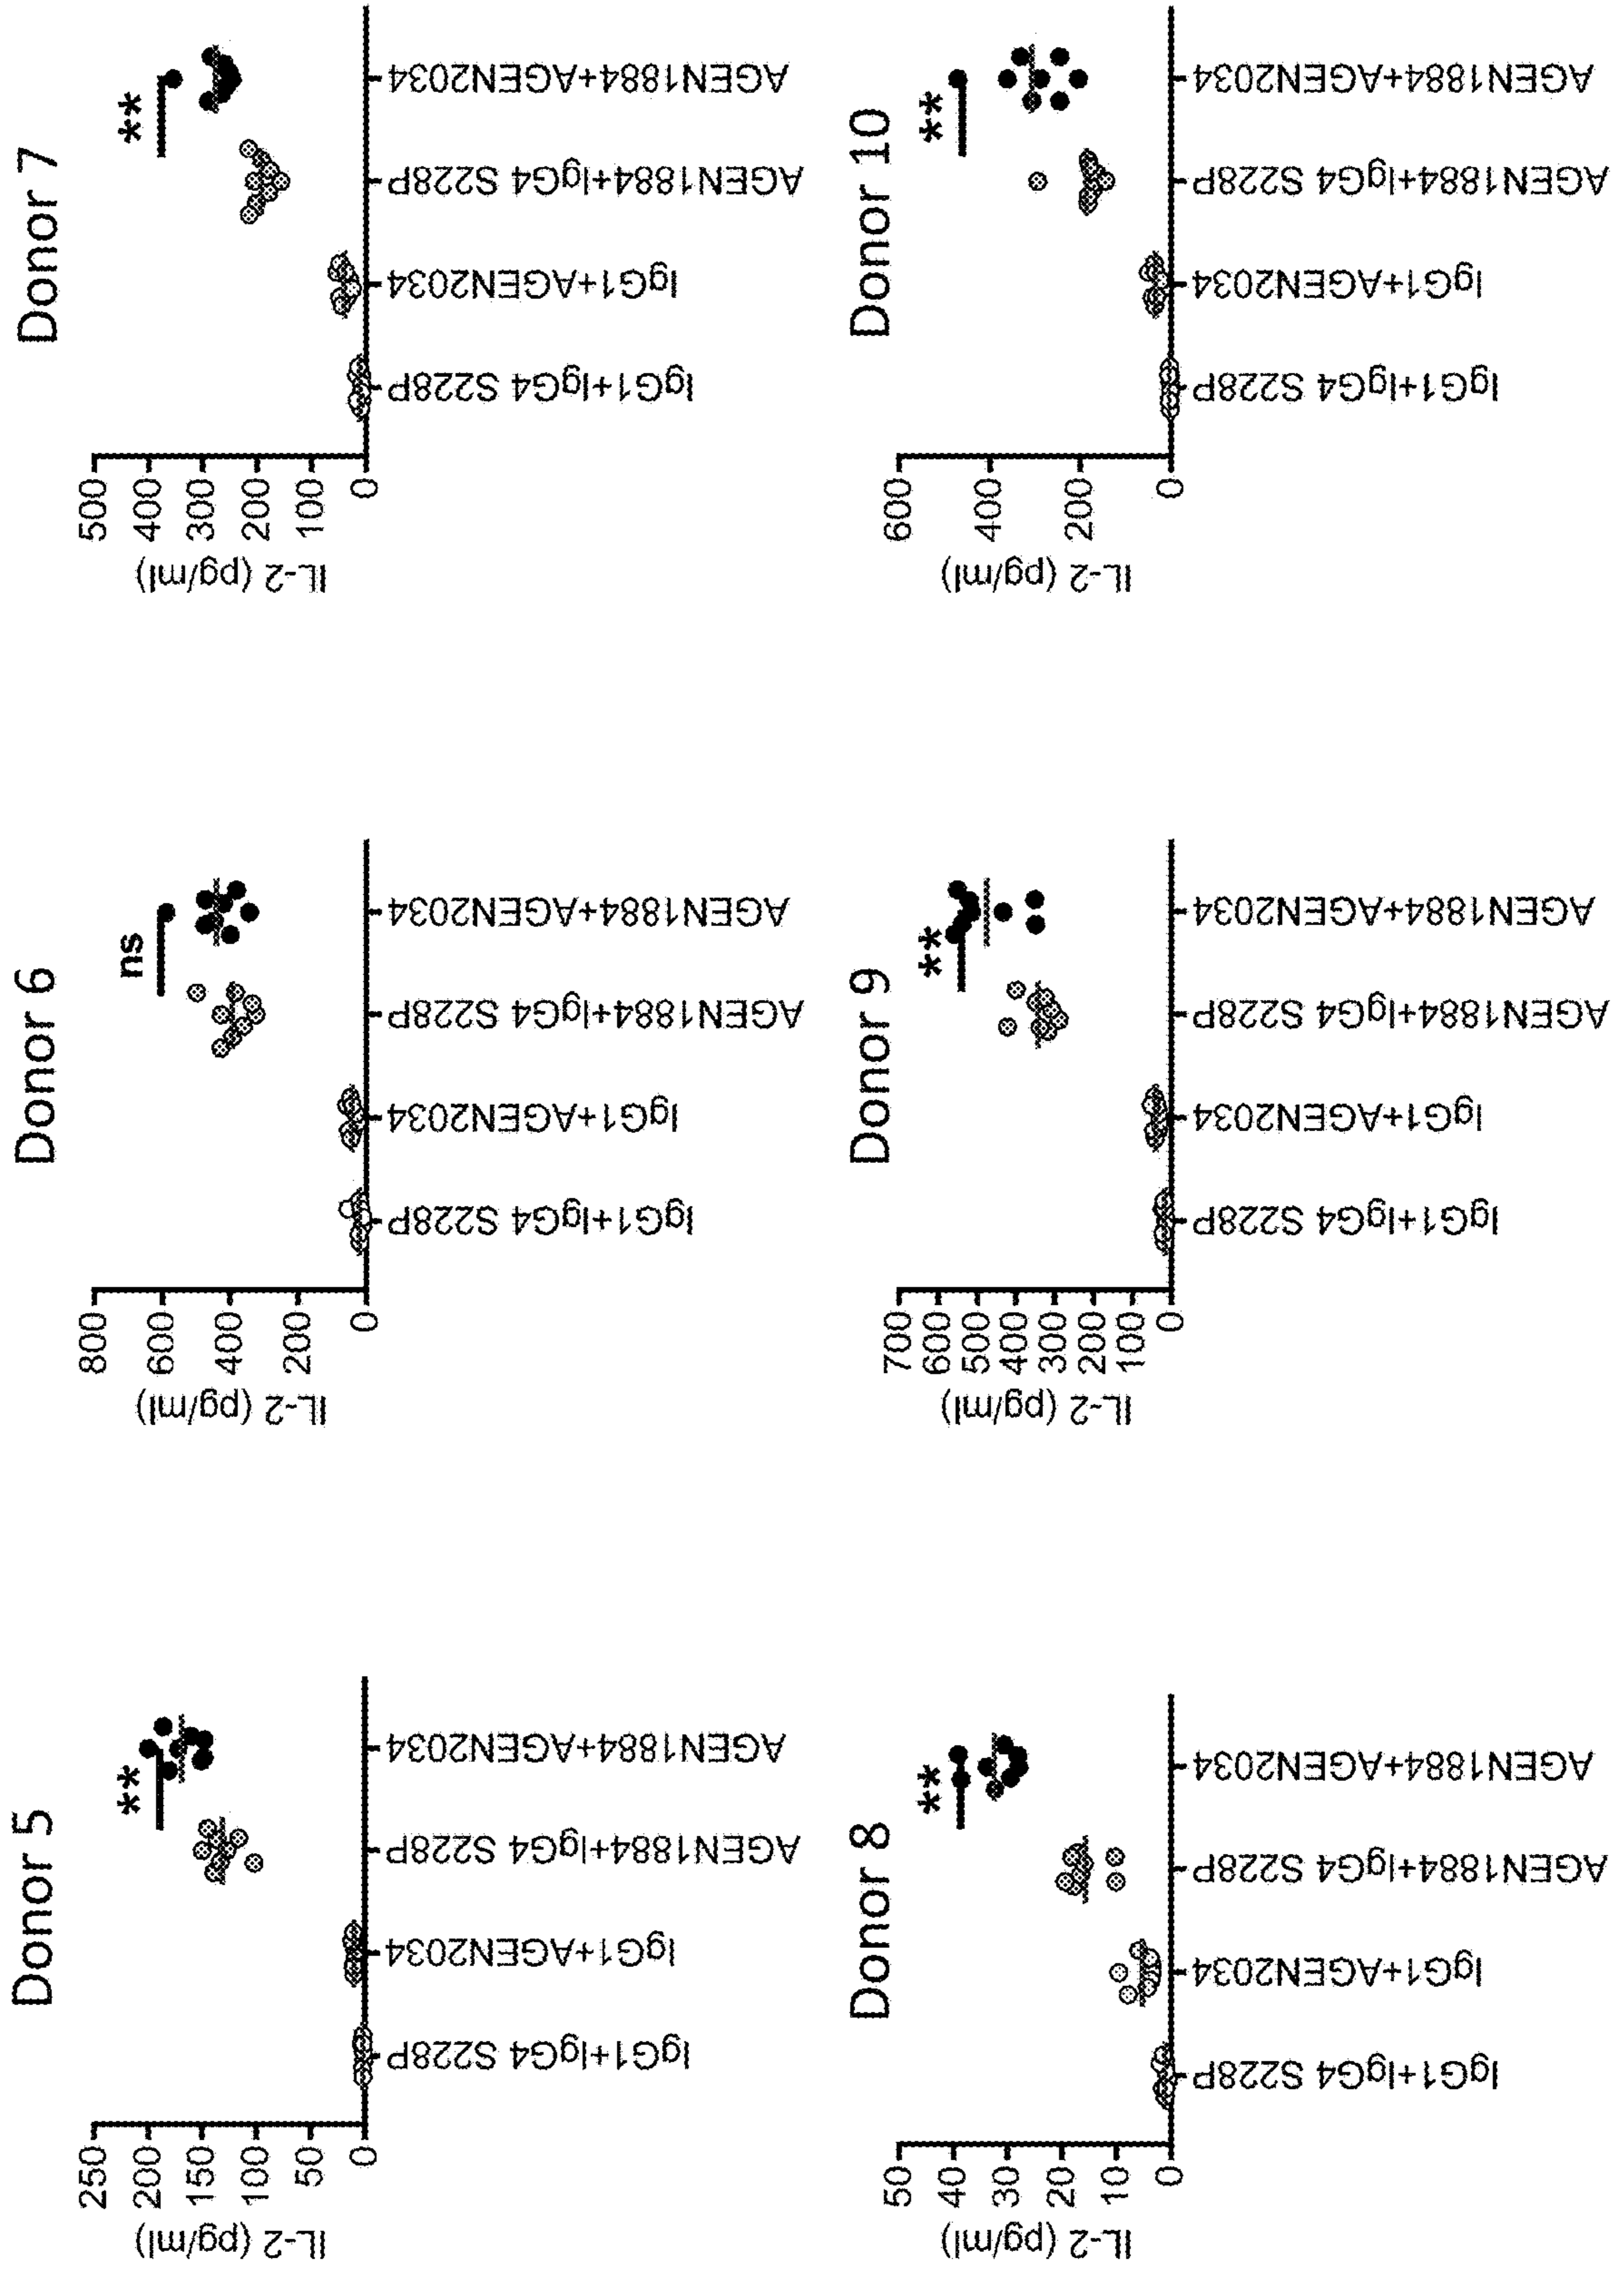 Donor 5
IL-2 (pg/ml)
250
200
150
100
50
0
**
IgG1+IgG4 S228P
IgG1+AGEN2034
AGEN1884+IgG4 S228P
AGEN1884+AGEN2034
Donor 6
IL-2 (pg/ml)
800
600
400
200
0
ns
IgG1+IgG4 S228P
IgG1+AGEN2034
AGEN1884+IgG4 S228P
AGEN1884+AGEN2034
Donor 7
IL-2 (pg/ml)
500
400
300
200
100
0
**
IgG1+IgG4 S228P
IgG1+AGEN2034
AGEN1884+IgG4 S228P
AGEN1884+AGEN2034
Donor 8
IL-2 (pg/ml)
50
40
30
20
10
0
**
IgG1+IgG4 S228P
IgG1+AGEN2034
AGEN1884+IgG4 S228P
AGEN1884+AGEN2034
Donor 9
IL-2 (pg/ml)
700
600
500
400
300
200
100
0
**
IgG1+IgG4 S228P
IgG1+AGEN2034
AGEN1884+IgG4 S228P
AGEN1884+AGEN2034
Donor 10
IL-2 (pg/ml)
600
400
200
0
**
IgG1+IgG4 S228P
IgG1+AGEN2034
AGEN1884+IgG4 S228P
AGEN1884+AGEN2034